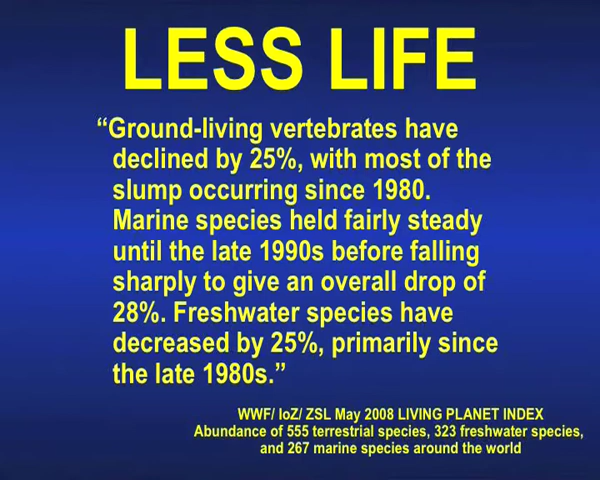 LESS LIFE
“Ground-living vertebrates have
declined by 25%, with most of the
slump occurring since 1980.
Marine species held fairly steady
until the late 1990s before falling
sharply to give an overall drop of
28%. Freshwater species have
decreased by 25%, primarily since
the late 1980s.”
WWF/ IoZ/ ZSL May 2008 LIVING PLANET INDEX
Abundance of 555 terrestrial species, 323 freshwater species,
and 267 marine species around the world